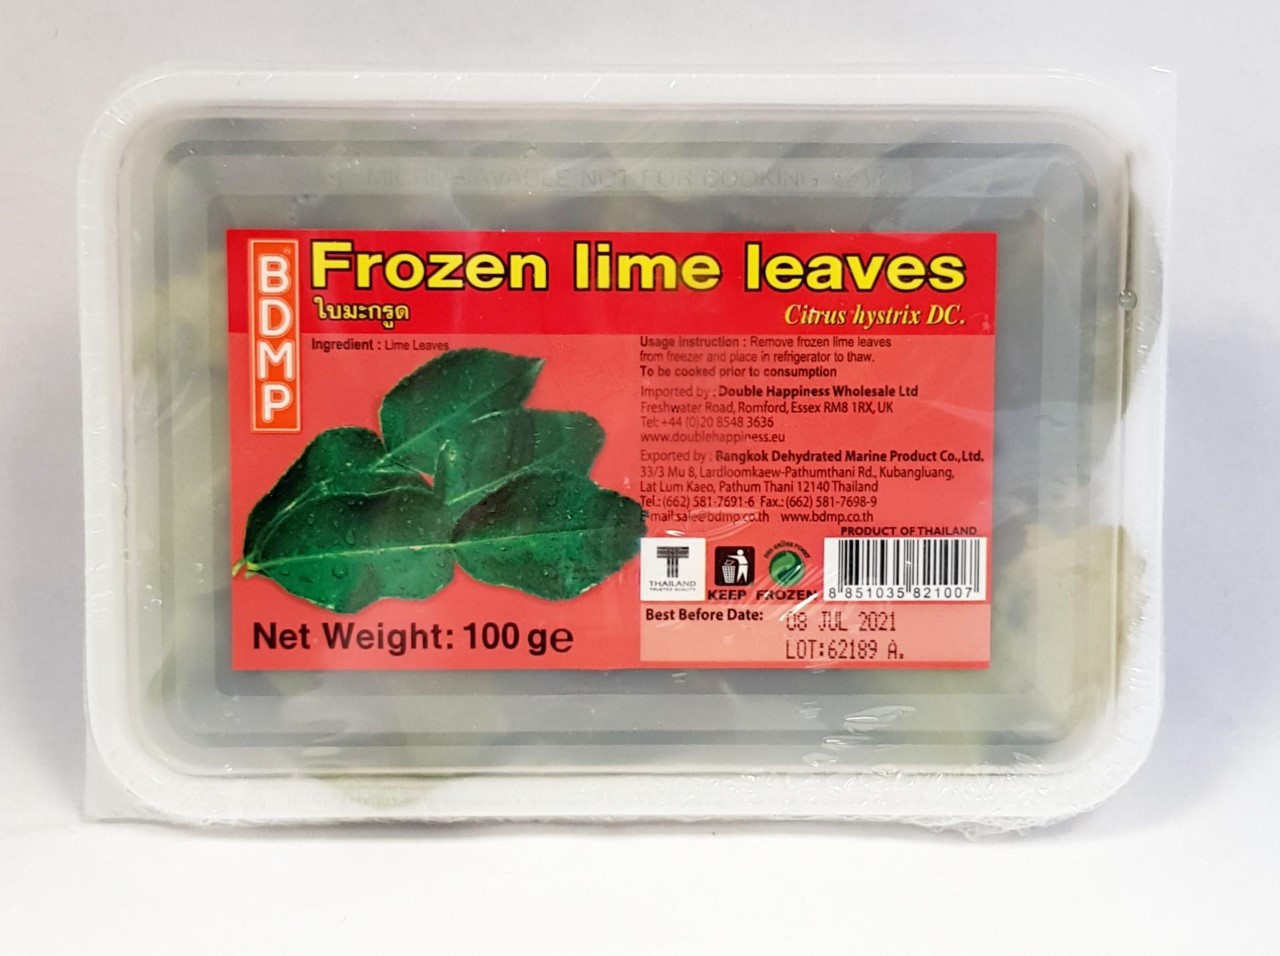 MICROWAVABLE NOT FOR COOKING
BDMP
Frozen lime leaves
ใบมะกรูด
Citrus hystrix DC.
Ingredient : Lime Leaves
Usage Instruction : Remove frozen lime leaves
from freezer and place in refrigerator to thaw.
To be cooked prior to consumption
Imported by : Double Happiness Wholesale Ltd
Freshwater Road, Romford, Essex RM8 1RX, UK
Tel: +44 (0)20 8548 3636
www.doublehappiness.eu
Exported by : Bangkok Dehydrated Marine Product Co.,Ltd.
33/3 Mu 8, Lardloomkaew-Pathumthani Rd., Kubangluang,
Lat Lum Kaeo, Pathum Thani 12140 Thailand
Tel.:(662) 581-7691-6 Fax.:(662) 581-7698-9
E-mail:sale@bdmp.co.th www.bdmp.co.th
PRODUCT OF THAILAND
THAILAND
TRUSTED QUALITY
KEEP FROZEN
8 851035 821007
Net Weight: 100 g e
Best Before Date: 08 JUL 2021
LOT:62189 A.